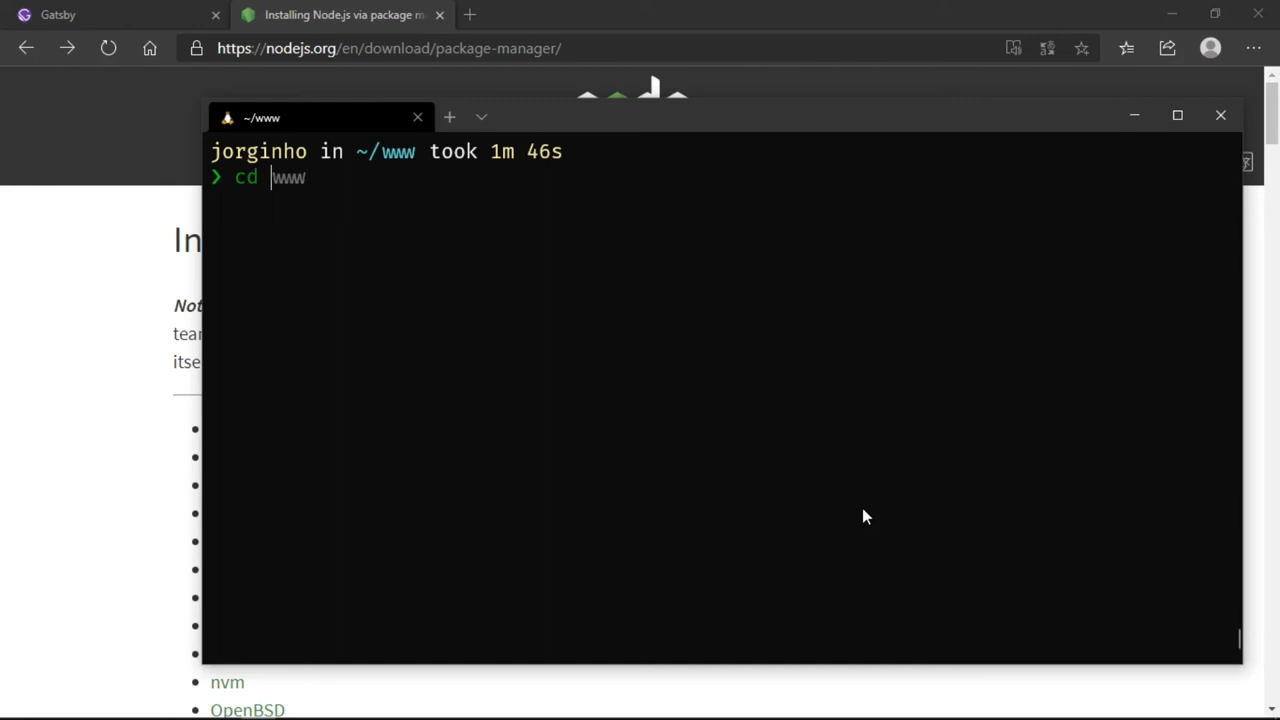 Gatsby
Installing Node.js via package m
https://nodejs.org/en/download/package-manager/
~/www
jorginho in ~/www took 1m 46s
❯ cd www
In
Not
tear
itse
nvm
OpenBSD